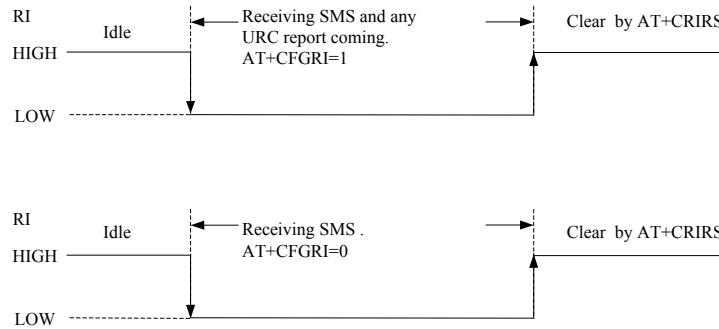 RI
Idle
HIGH
LOW
Receiving SMS and any
URC report coming.
AT+CFGRI=1
Clear by AT+CRIRS
RI
Idle
HIGH
LOW
Receiving SMS .
AT+CFGRI=0
Clear by AT+CRIRS